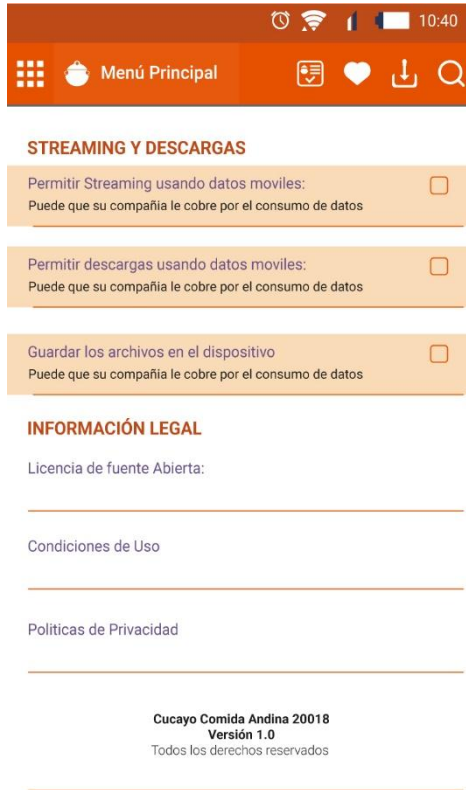 10:40
Menú Principal
STREAMING Y DESCARGAS
Permitir Streaming usando datos moviles:
Puede que su compañia le cobre por el consumo de datos
Permitir descargas usando datos moviles:
Puede que su compañia le cobre por el consumo de datos
Guardar los archivos en el dispositivo
Puede que su compañia le cobre por el consumo de datos
INFORMACIÓN LEGAL
Licencia de fuente Abierta:
Condiciones de Uso
Politicas de Privacidad
Cucayo Comida Andina 20018
Versión 1.0
Todos los derechos reservados